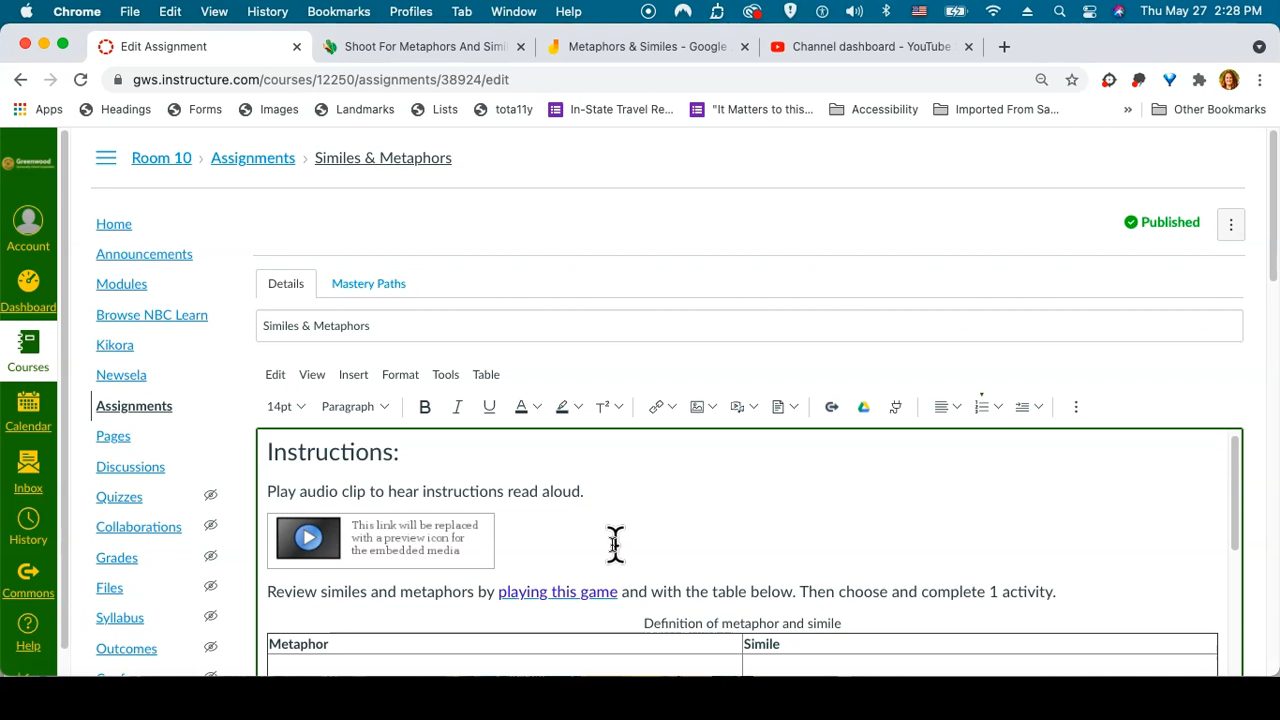 Chrome File Edit View History Bookmarks Profiles Tab Window Help Thu May 27 2:28 PM
Edit Assignment Shoot For Metaphors And Simi Metaphors & Similes - Google Channel dashboard - YouTube
gws.instructure.com/courses/12250/assignments/38924/edit
Apps Headings Forms Images Landmarks Lists tota11y In-State Travel Re... "It Matters to this... Accessibility Imported From Sa... » Other Bookmarks
Greenwood
Account
Dashboard
Courses
Calendar
Inbox
History
Commons
Help
Room 10 › Assignments › Similes & Metaphors
Home
Announcements
Modules
Browse NBC Learn
Kikora
Newsela
Assignments
Pages
Discussions
Quizzes
Collaborations
Grades
Files
Syllabus
Outcomes
Published
Details Mastery Paths
Similes & Metaphors
Edit View Insert Format Tools Table
14pt Paragraph B I U A T²
Instructions:
Play audio clip to hear instructions read aloud.
This link will be replaced
with a preview icon for
the embedded media
Review similes and metaphors by playing this game and with the table below. Then choose and complete 1 activity.
Definition of metaphor and simile
Metaphor Simile